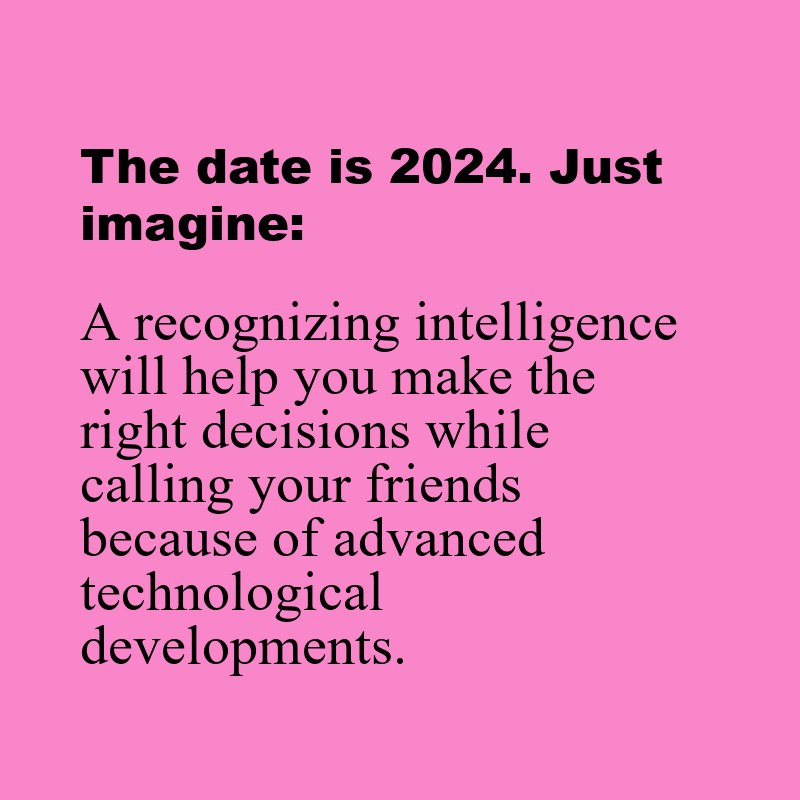 The date is 2024. Just
imagine:
A recognizing intelligence
will help you make the
right decisions while
calling your friends
because of advanced
technological
developments.